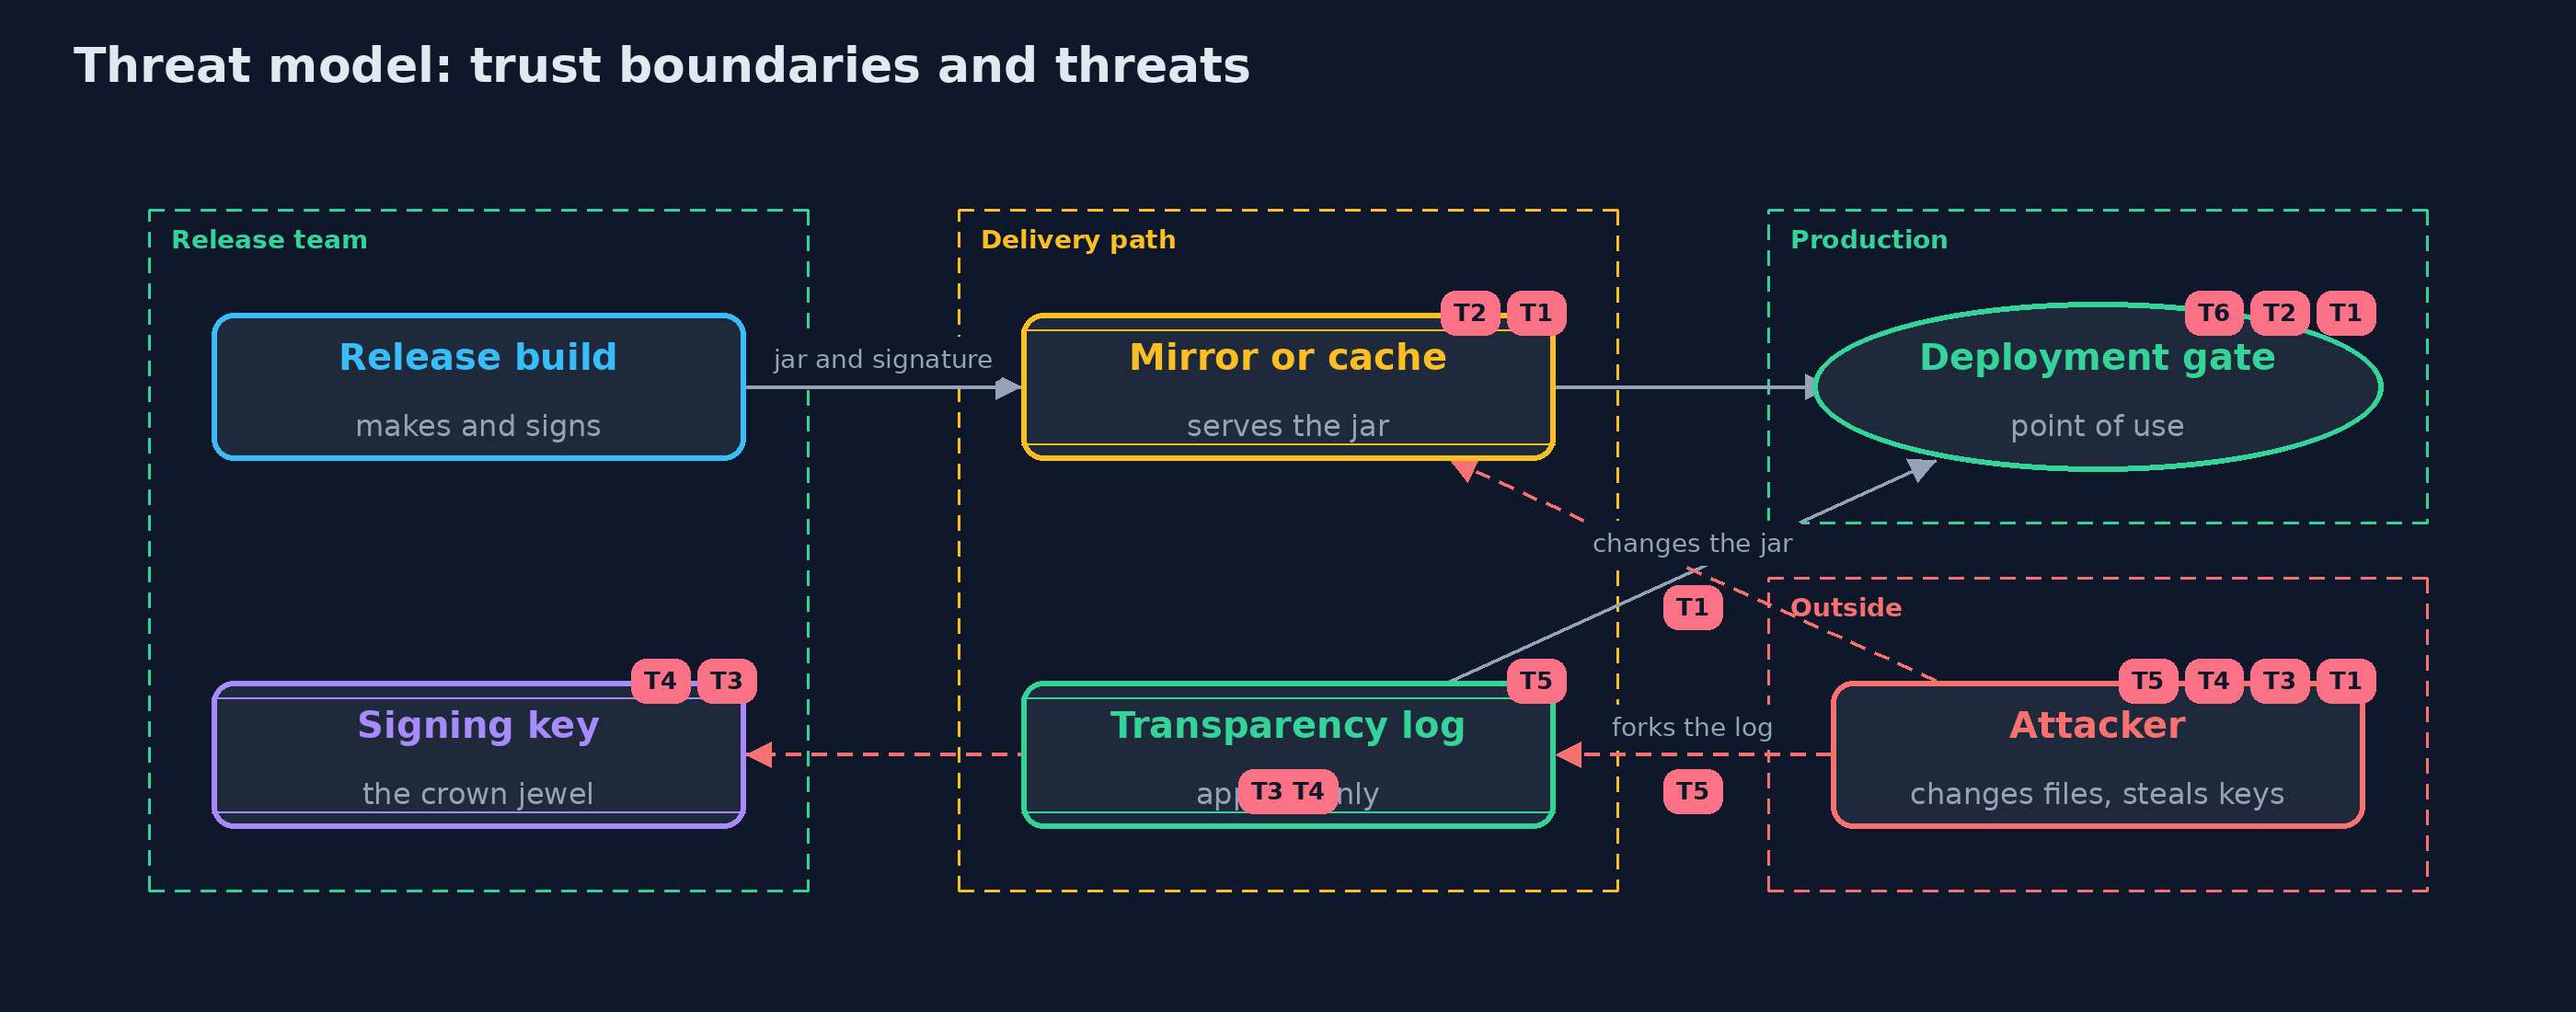 Threat model: trust boundaries and threats
Release team
Delivery path
Production
T2 T1
T6 T2 T1
Release build
makes and signs
jar and signature
Mirror or cache
serves the jar
Deployment gate
point of use
changes the jar
T1
Outside
T4 T3
T5
T5 T4 T3 T1
Signing key
the crown jewel
Transparency log
T3 T4
forks the log
T5
Attacker
changes files, steals keys